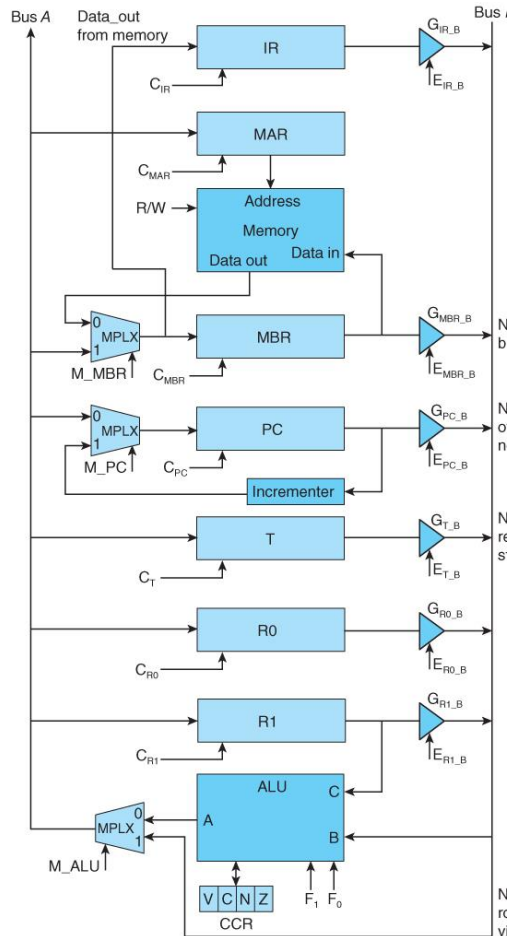 Bus A
Data_out
from memory
G_IR_B
Bus
IR
C_IR
E_IR_B
MAR
C_MAR
R/W
Address
Memory
Data out
Data in
0
MPLX
1
M_MBR
MBR
C_MBR
G_MBR_B
E_MBR_B
N
b
0
MPLX
1
M_PC
PC
C_PC
G_PC_B
E_PC_B
Incrementer
N
of
n
T
C_T
G_T_B
E_T_B
N
re
st
R0
C_R0
G_R0_B
E_R0_B
R1
C_R1
G_R1_B
E_R1_B
ALU
C
A
B
0
MPLX
1
M_ALU
V C N Z
CCR
F_1 F_0
N
ro
vi